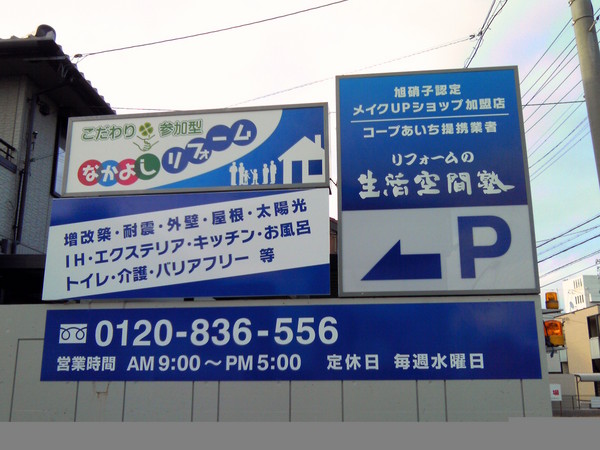 こだわり参加型
なかよしリフォーム
増改築・耐震・外壁・屋根・太陽光
IH・エクステリア・キッチン・お風呂
トイレ・介護・バリアフリー 等
旭硝子認定
メイクUPショップ加盟店
コープあいち提携業者
リフォームの
生活空間塾
P
0120-836-556
営業時間 AM9:00～PM5:00 定休日 毎週水曜日